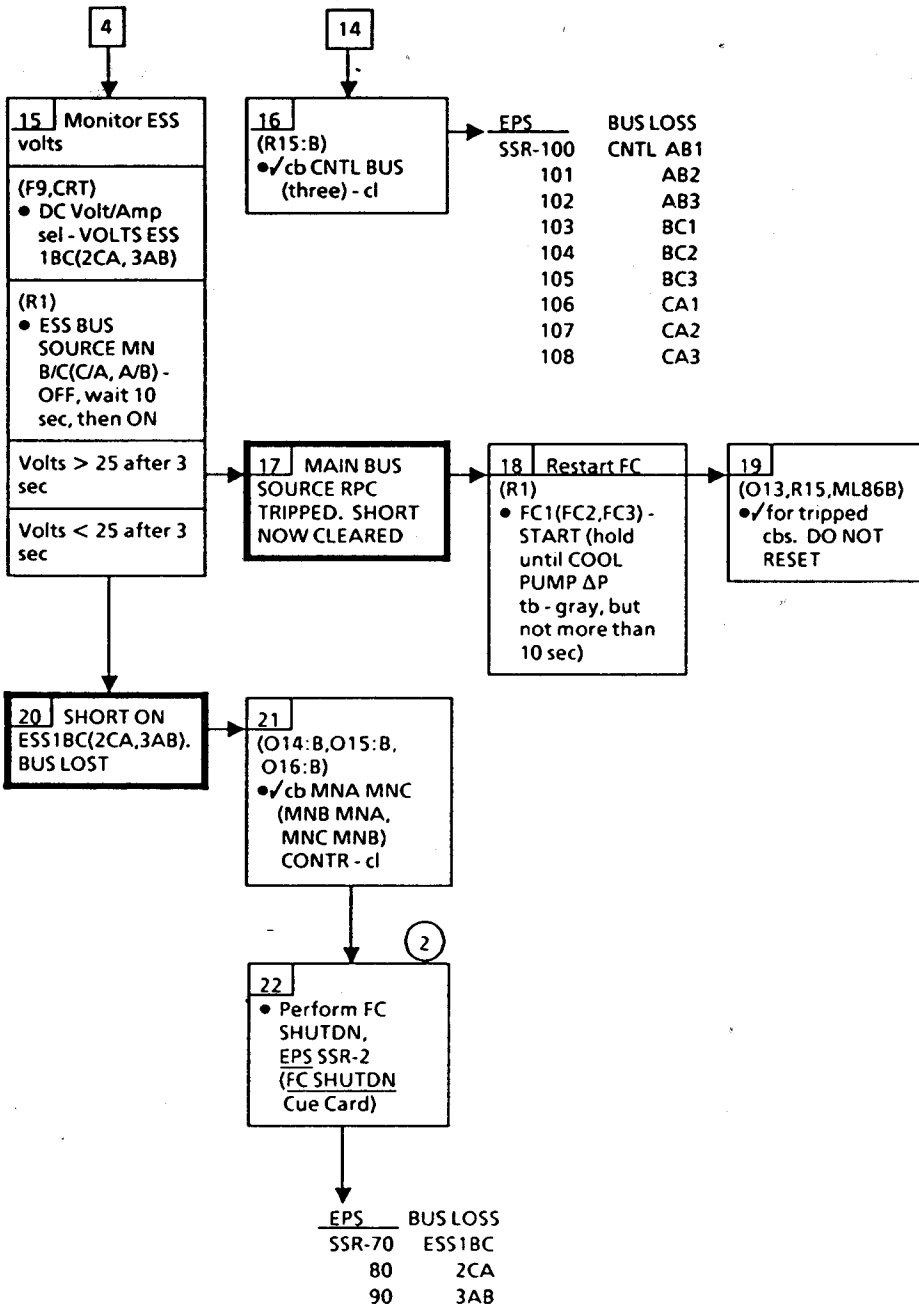 4
15 Monitor ESS
volts
(F9,CRT)
• DC Volt/Amp
sel - VOLTS ESS
1BC(2CA, 3AB)
(R1)
• ESS BUS
SOURCE MN
B/C(C/A, A/B) -
OFF, wait 10
sec, then ON
Volts > 25 after 3
sec
Volts < 25 after 3
sec
14
16
(R15:B)
•√cb CNTL BUS
(three) - cl
EPS BUS LOSS
SSR-100 CNTL AB1
101 AB2
102 AB3
103 BC1
104 BC2
105 BC3
106 CA1
107 CA2
108 CA3
17 MAIN BUS
SOURCE RPC
TRIPPED. SHORT
NOW CLEARED
18 Restart FC
(R1)
• FC1(FC2,FC3) -
START (hold
until COOL
PUMP ΔP
tb - gray, but
not more than
10 sec)
19
(O13,R15,ML86B)
•√for tripped
cbs. DO NOT
RESET
20 SHORT ON
ESS1BC(2CA,3AB).
BUS LOST
21
(O14:B,O15:B,
O16:B)
•√cb MNA MNC
(MNB MNA,
MNC MNB)
CONTR - cl
2
22
• Perform FC
SHUTDN,
EPS SSR-2
(FC SHUTDN
Cue Card)
EPS BUS LOSS
SSR-70 ESS1BC
80 2CA
90 3AB